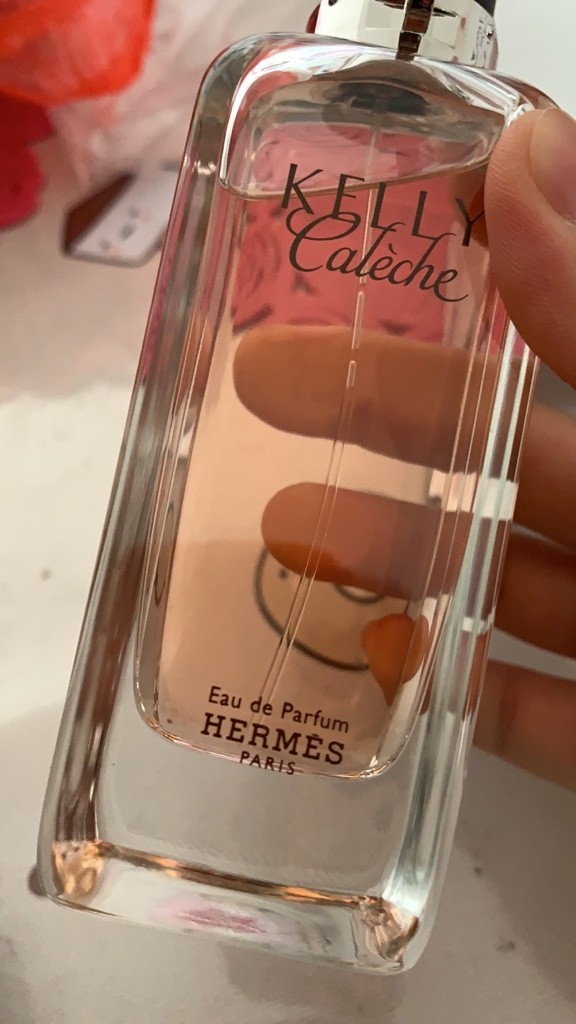 KELLY
Calèche
Eau de Parfum
HERMÈS
PARIS